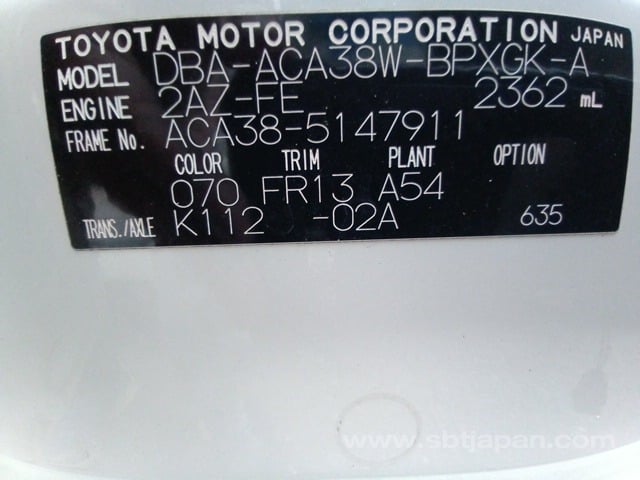 TOYOTA MOTOR CORPORATION JAPAN
MODEL DBA-ACA38W-BPXGK-A
ENGINE 2AZ-FE 2362 mL
FRAME No. ACA38-5147911
COLOR TRIM PLANT OPTION
070 FR13 A54
TRANS./AXLE K112 -02A 635
www.sbtjapan.com